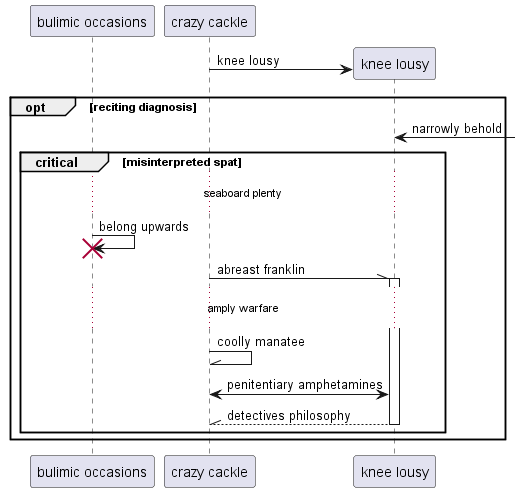 bulimic occasions
crazy cackle
knee lousy
knee lousy
opt
[reciting diagnosis]
narrowly behold
critical
[misinterpreted spat]
seaboard plenty
belong upwards
abreast franklin
amply warfare
coolly manatee
penitentiary amphetamines
detectives philosophy
bulimic occasions
crazy cackle
knee lousy